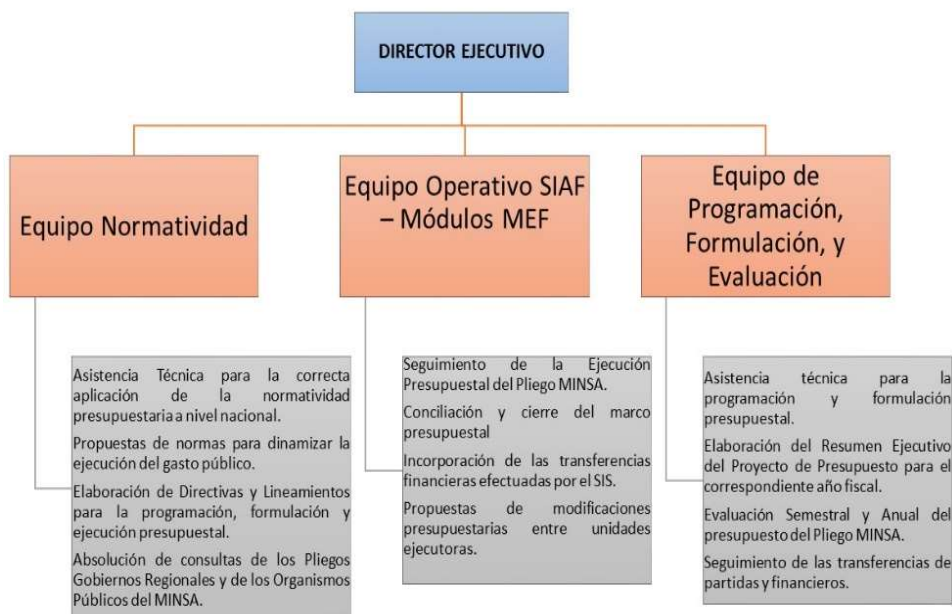 DIRECTOR EJECUTIVO
Equipo Normatividad
Equipo Operativo SIAF
– Módulos MEF
Equipo de
Programación,
Formulación, y
Evaluación
Asistencia Técnica para la correcta
aplicación de la normatividad
presupuestaria a nivel nacional.
Propuestas de normas para dinamizar la
ejecución del gasto público.
Elaboración de Directivas y Lineamientos
para la programación, formulación y
ejecución presupuestal.
Absolución de consultas de los Pliegos
Gobiernos Regionales y de los Organismos
Públicos del MINSA.
Seguimiento de la Ejecución
Presupuestal del Pliego MINSA.
Conciliación y cierre del marco
presupuestal
Incorporación de las transferencias
financieras efectuadas por el SIS.
Propuestas de modificaciones
presupuestarias entre unidades
ejecutoras.
Asistencia técnica para la
programación y formulación
presupuestal.
Elaboración del Resumen Ejecutivo
del Proyecto de Presupuesto para el
correspondiente año fiscal.
Evaluación Semestral y Anual del
presupuesto del Pliego MINSA.
Seguimiento de las transferencias de
partidas y financieros.